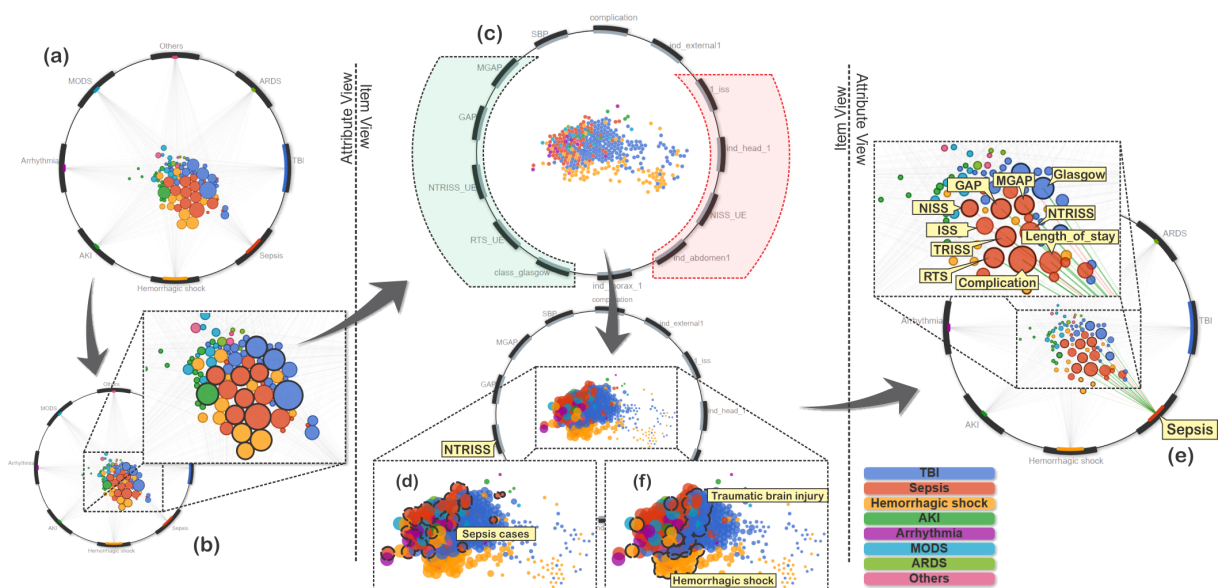 (a)
Others
MODS
ARDS
Arrhythmia
TBI
AKI
Sepsis
Hemorrhagic shock
Attribute View
Item View
(b)
Others
MODS
Arrhythmia
AKI
Sepsis
Hemorrhagic shock
(c)
complication
SBP
ind_external1
MGAP
GAP
ind_head_1
NTRISS_UE
NISS_UE
RTS_UE
ind_abdomen1
class_glasgow
complication
SBP
ind_external1
MGAP
GAP
NTRISS
(d)
Sepsis cases
(f)
Traumatic brain injury
Hemorrhagic shock
Attribute View
Item View
Glasgow
MGAP
GAP
NISS
NTRISS
ISS
Length_of_stay
TRISS
RTS
Complication
ARDS
Arrhythmia
TBI
AKI
Sepsis
Hemorrhagic shock
(e)
TBI
Sepsis
Hemorrhagic shock
AKI
Arrhythmia
MODS
ARDS
Others